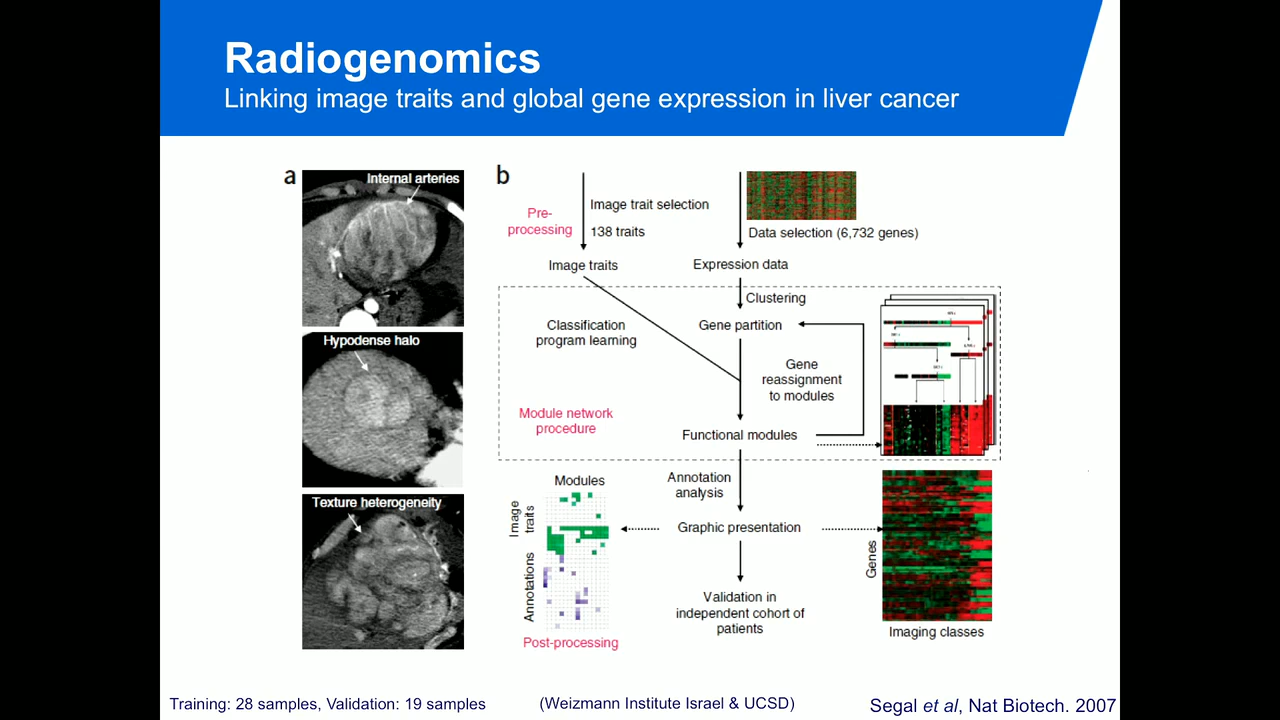 Radiogenomics
Linking image traits and global gene expression in liver cancer
a
Internal arteries
Hypodense halo
Texture heterogeneity
b
Pre-
processing
Image trait selection
138 traits
Data selection (6,732 genes)
Image traits
Expression data
Clustering
Classification
program learning
Gene partition
Gene
reassignment
to modules
Module network
procedure
Functional modules
Annotation
analysis
Modules
Image
traits
Annotations
Graphic presentation
Genes
Validation in
independent cohort of
patients
Post-processing
Imaging classes
Training: 28 samples, Validation: 19 samples
(Weizmann Institute Israel & UCSD)
Segal et al, Nat Biotech. 2007